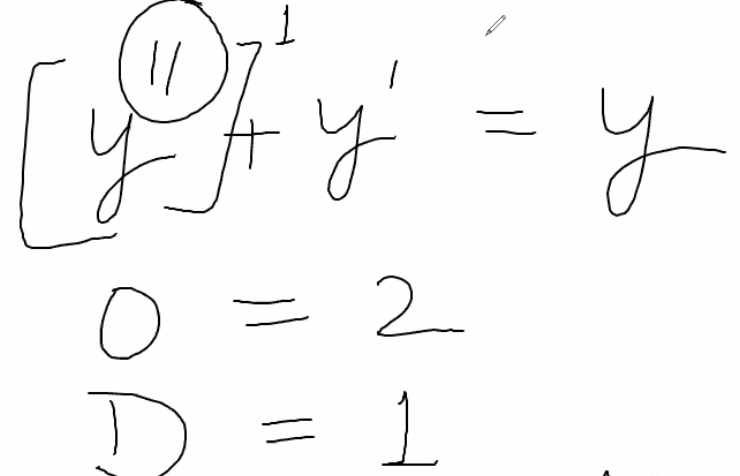 [y'']¹ + y' = y
O = 2
D = 1